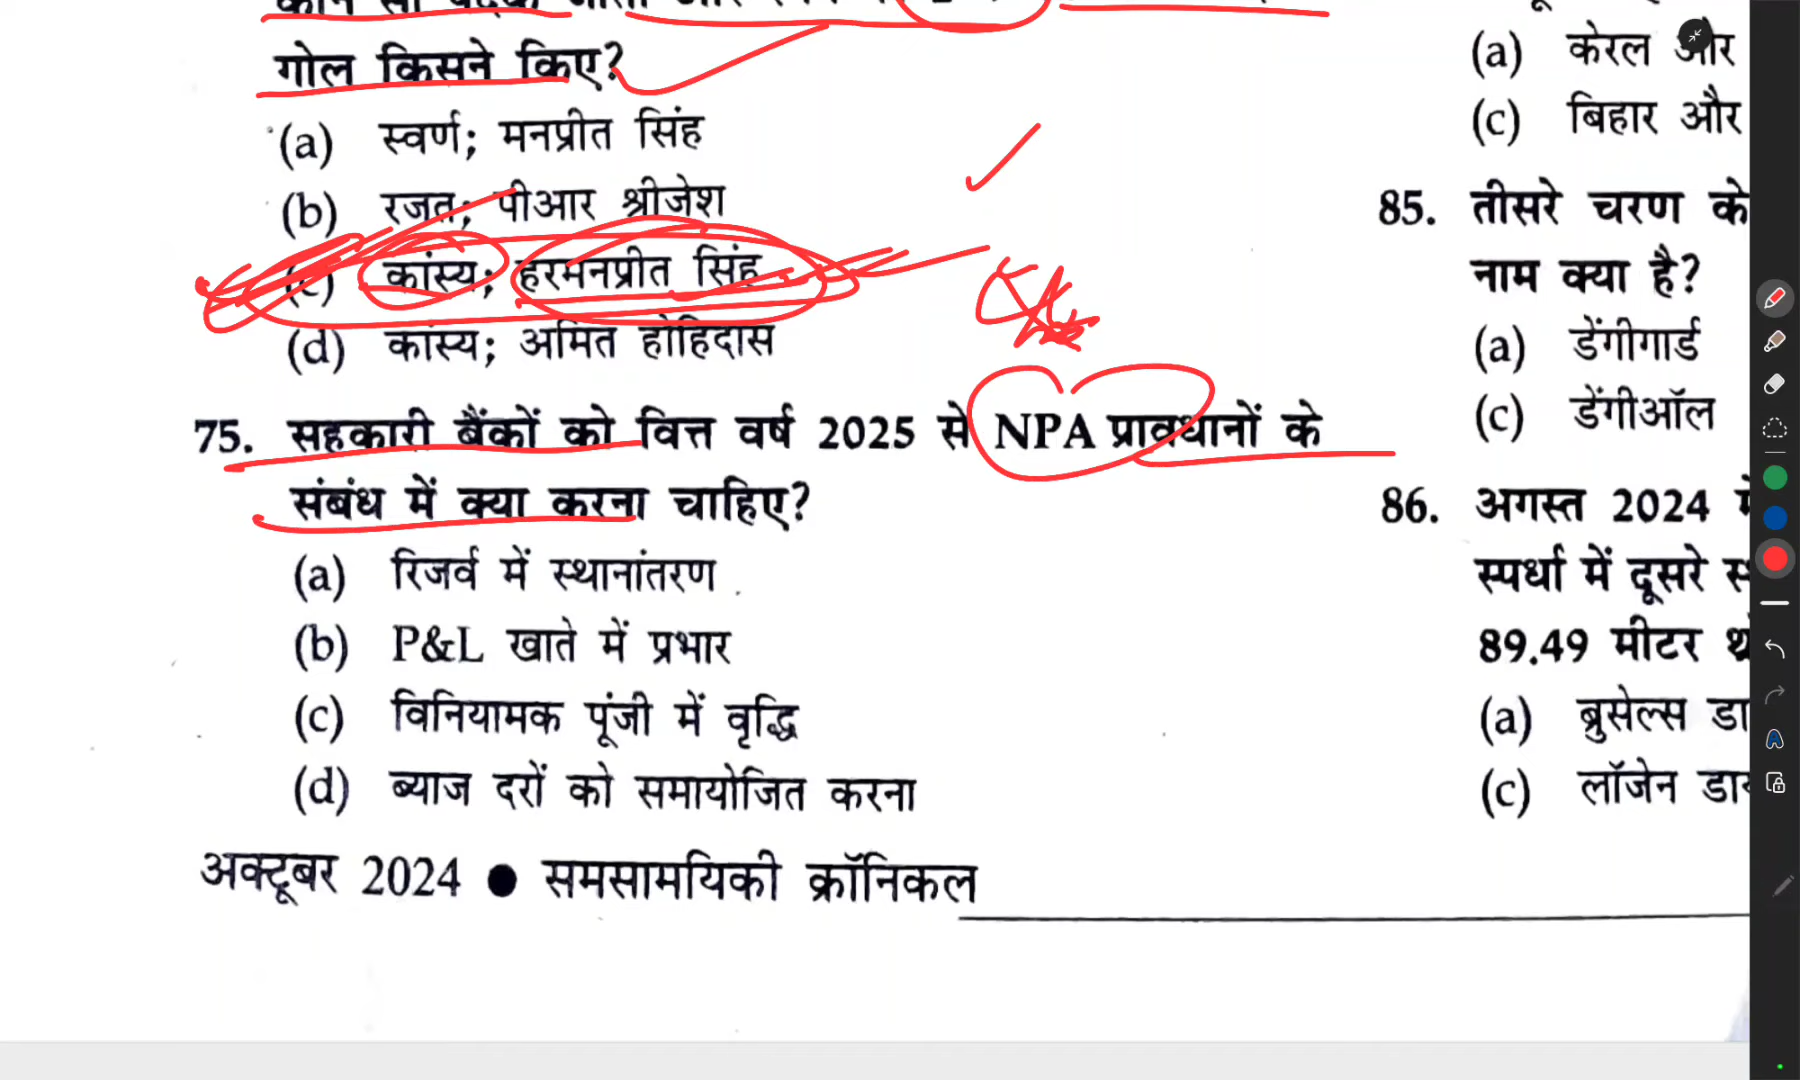 गोल किसने किए?
(a) स्वर्ण; मनप्रीत सिंह
(b) रजत; पीआर श्रीजेश
(c) कांस्य; हरमनप्रीत सिंह
(d) कांस्य; अमित रोहिदास
75. सहकारी बैंकों को वित्त वर्ष 2025 से NPA प्रावधानों के
संबंध में क्या करना चाहिए?
(a) रिजर्व में स्थानांतरण
(b) P&L खाते में प्रभार
(c) विनियामक पूंजी में वृद्धि
(d) ब्याज दरों को समायोजित करना
अक्टूबर 2024 ● समसामयिकी क्रॉनिकल
(a) केरल और
(c) बिहार और
85. तीसरे चरण के
नाम क्या है?
(a) डेंगीगार्ड
(c) डेंगीऑल
86. अगस्त 2024 में
स्पर्धा में दूसरे
89.49 मीटर
(a) ब्रुसेल्स
(c) लॉजेन